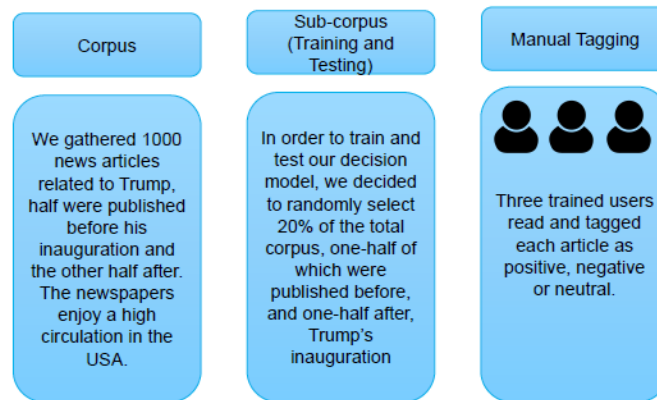 Corpus
We gathered 1000
news articles
related to Trump,
half were published
before his
inauguration and
the other half after.
The newspapers
enjoy a high
circulation in the
USA.
Sub-corpus
(Training and
Testing)
In order to train and
test our decision
model, we decided
to randomly select
20% of the total
corpus, one-half of
which were
published before,
and one-half after,
Trump's
inauguration
Manual Tagging
Three trained users
read and tagged
each article as
positive, negative
or neutral.